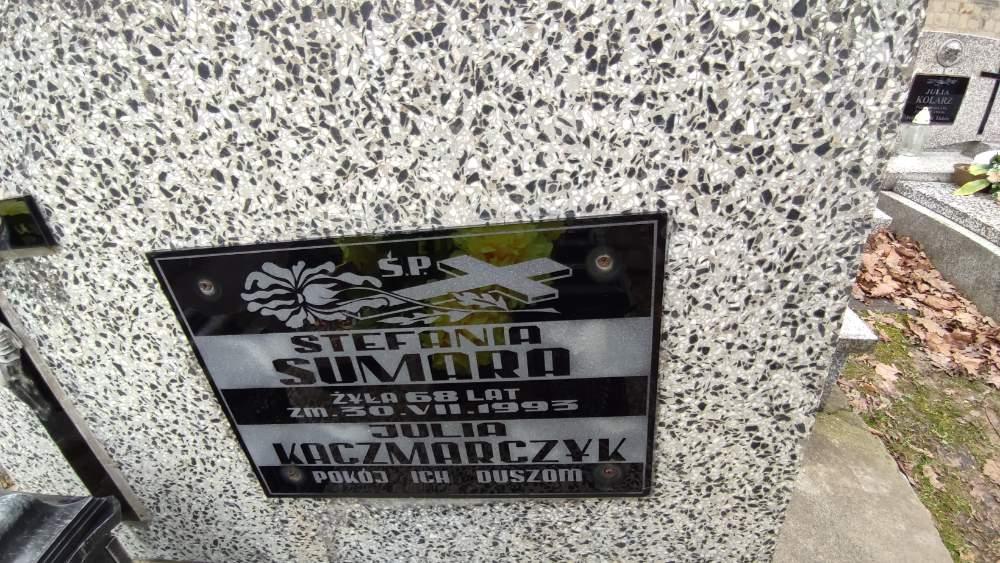 Ś.P.
STEFANIA
SUMARA
ŻYŁA 68 LAT
ZM. 30.VII.1993
JULIA
KACZMARCZYK
POKÓJ ICH DUSZOM
JULIA
KOLARZ